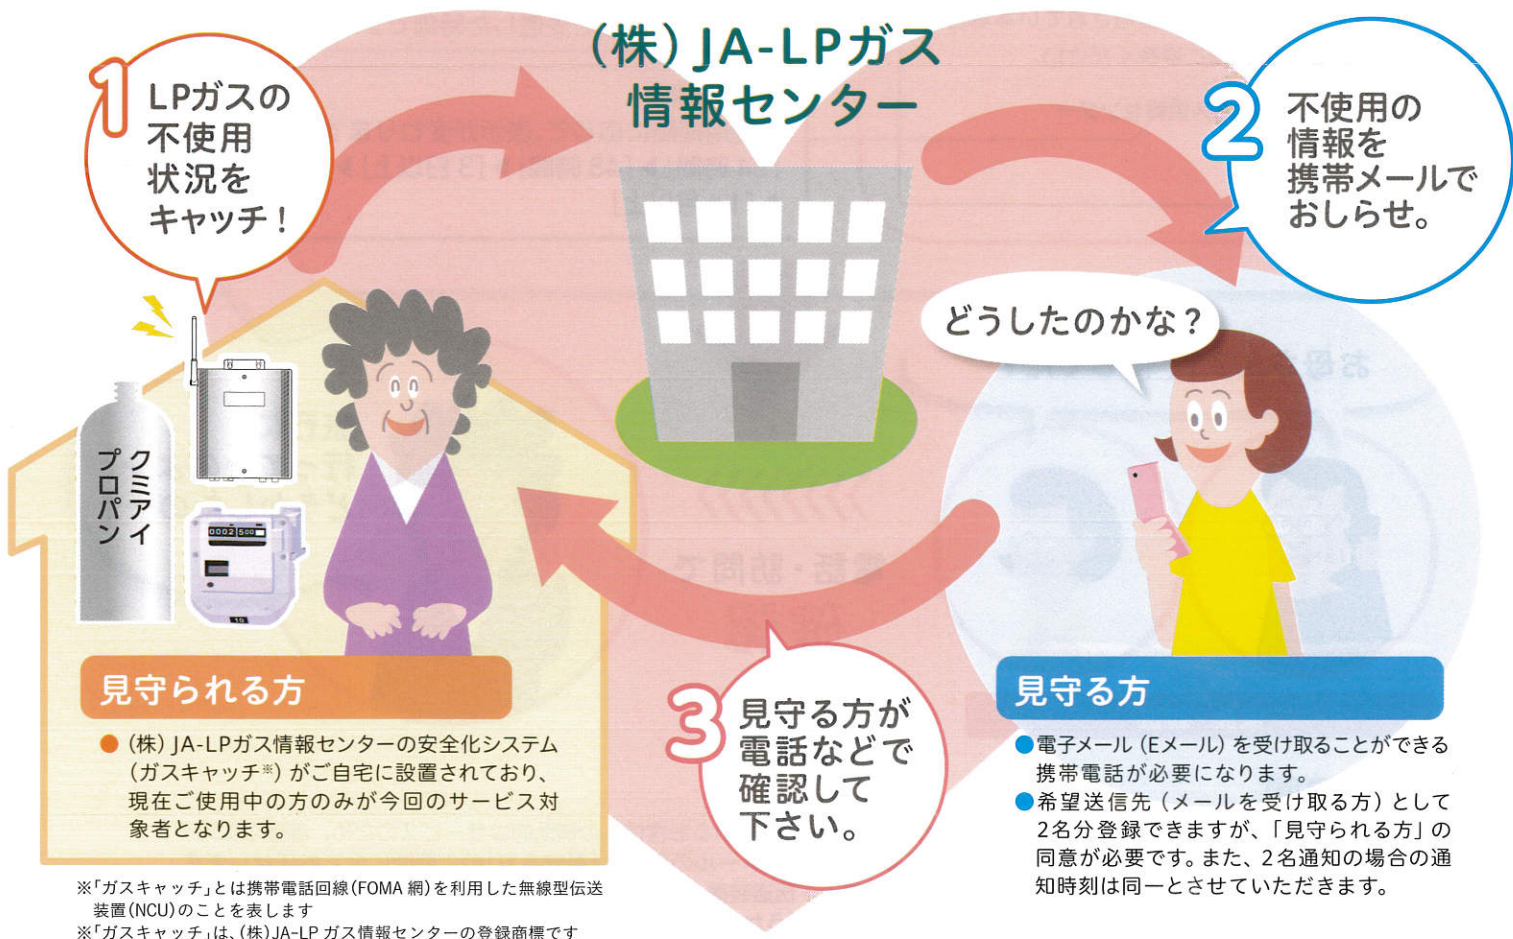 (株)JA-LPガス
情報センター
1
LPガスの
不使用
状況を
キャッチ!
2
不使用の
情報を
携帯メールで
おしらせ。
どうしたのかな?
クミアイ
プロパン
0002 500
10
3
見守る方が
電話などで
確認して
下さい。
見守られる方
●(株)JA-LPガス情報センターの安全化システム
(ガスキャッチ※)がご自宅に設置されており、
現在ご使用中の方のみが今回のサービス対
象者となります。
見守る方
●電子メール(Eメール)を受け取ることができる
携帯電話が必要になります。
●希望送信先(メールを受け取る方)として
2名分登録できますが、「見守られる方」の
同意が必要です。また、2名通知の場合の通
知時刻は同一とさせていただきます。
※「ガスキャッチ」とは携帯電話回線(FOMA 網)を利用した無線型伝送
装置(NCU)のことを表します
※「ガスキャッチ」は、(株)JA-LP ガス情報センターの登録商標です